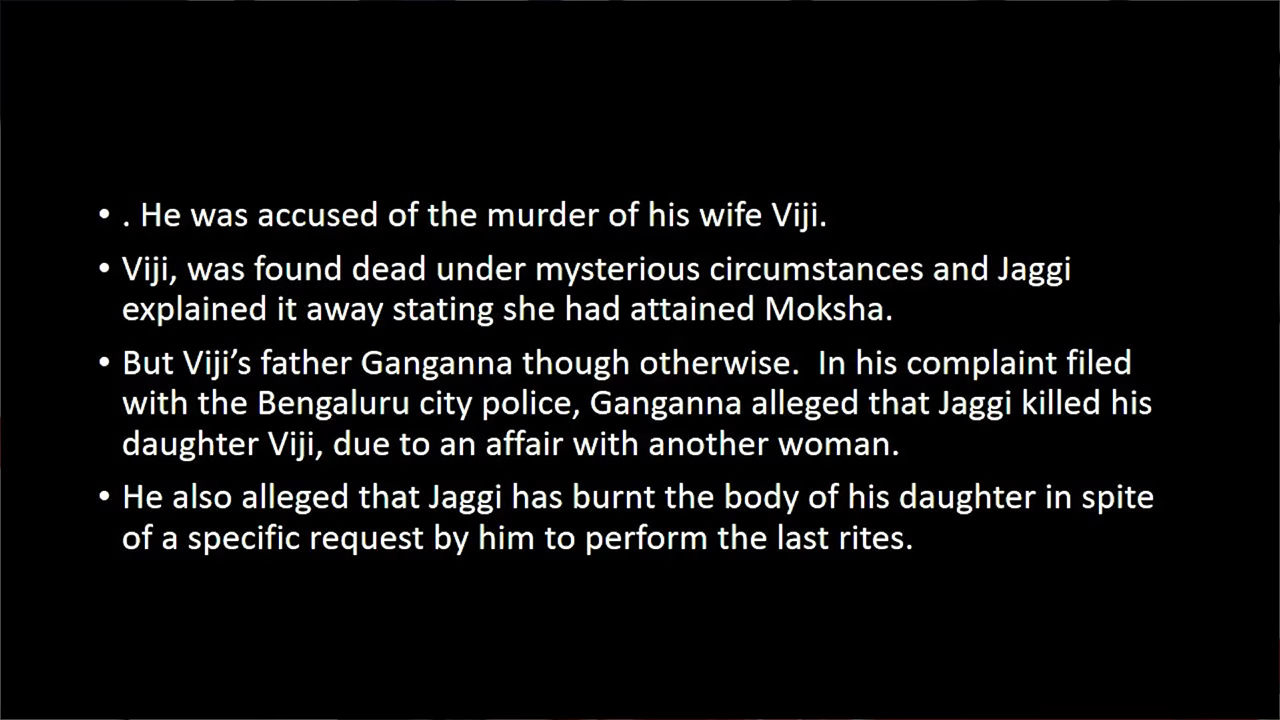 • . He was accused of the murder of his wife Viji.
• Viji, was found dead under mysterious circumstances and Jaggi
explained it away stating she had attained Moksha.
• But Viji’s father Ganganna though otherwise.  In his complaint filed
with the Bengaluru city police, Ganganna alleged that Jaggi killed his
daughter Viji, due to an affair with another woman.
• He also alleged that Jaggi has burnt the body of his daughter in spite
of a specific request by him to perform the last rites.